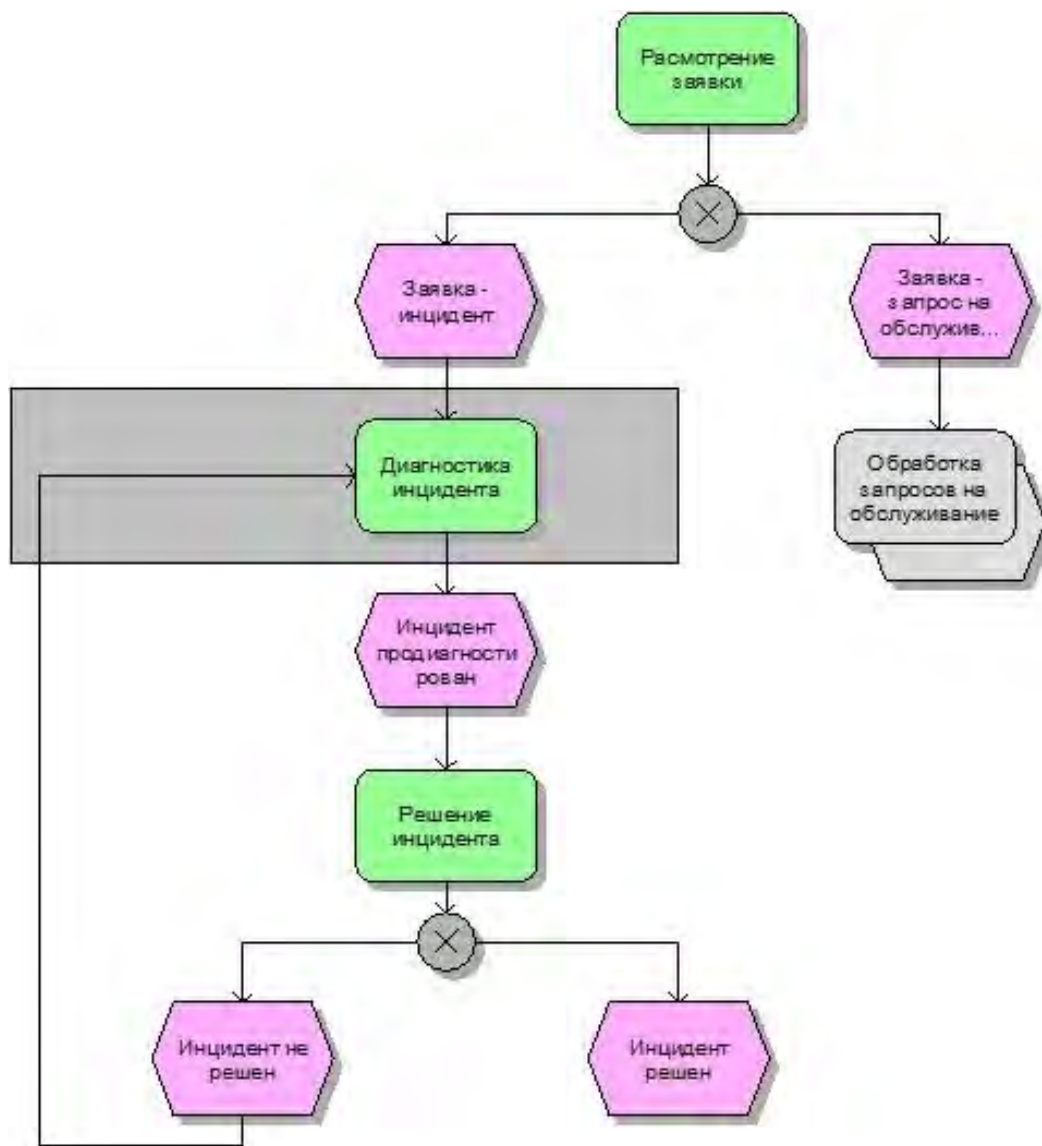 Расмотрение
заявки
Заявка -
инцидент
Заявка -
запрос на
обслужив...
Диагностика
инцидента
Обработка
запросов на
обслуживание
Инцидент
продиагности
рован
Решение
инцидента
Инцидент не
решен
Инцидент
решен